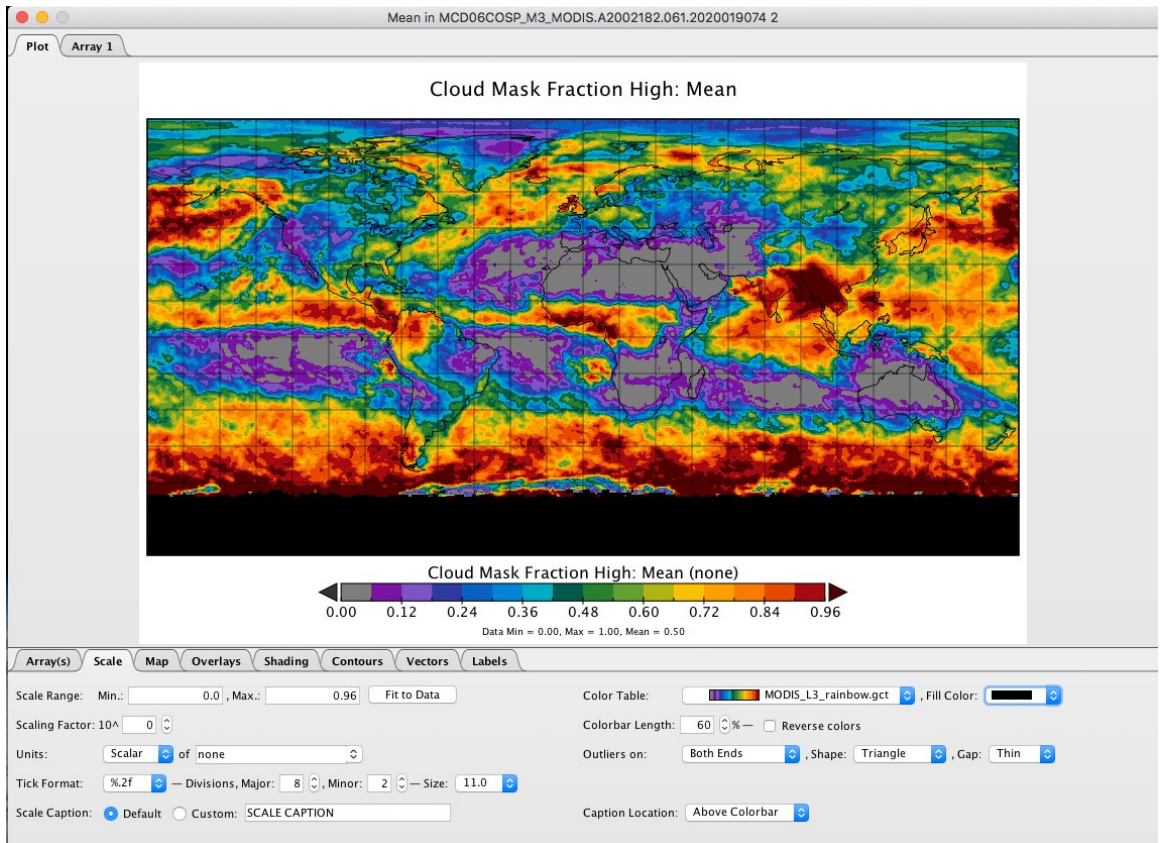 Mean in MCD06COSP_M3_MODIS.A2002182.061.2020019074 2
Plot Array 1
Cloud Mask Fraction High: Mean
Cloud Mask Fraction High: Mean (none)
0.00 0.12 0.24 0.36 0.48 0.60 0.72 0.84 0.96
Data Min = 0.00, Max = 1.00, Mean = 0.50
Array(s) Scale Map Overlays Shading Contours Vectors Labels
Scale Range: Min.: 0.0 , Max.: 0.96 Fit to Data Color Table: MODIS_L3_rainbow.gct , Fill Color:
Scaling Factor: 10^ 0 Colorbar Length: 60 % — Reverse colors
Units: Scalar of none Outliers on: Both Ends , Shape: Triangle , Gap: Thin
Tick Format: %.2f — Divisions, Major: 8 , Minor: 2 — Size: 11.0
Scale Caption: Default Custom: SCALE CAPTION Caption Location: Above Colorbar